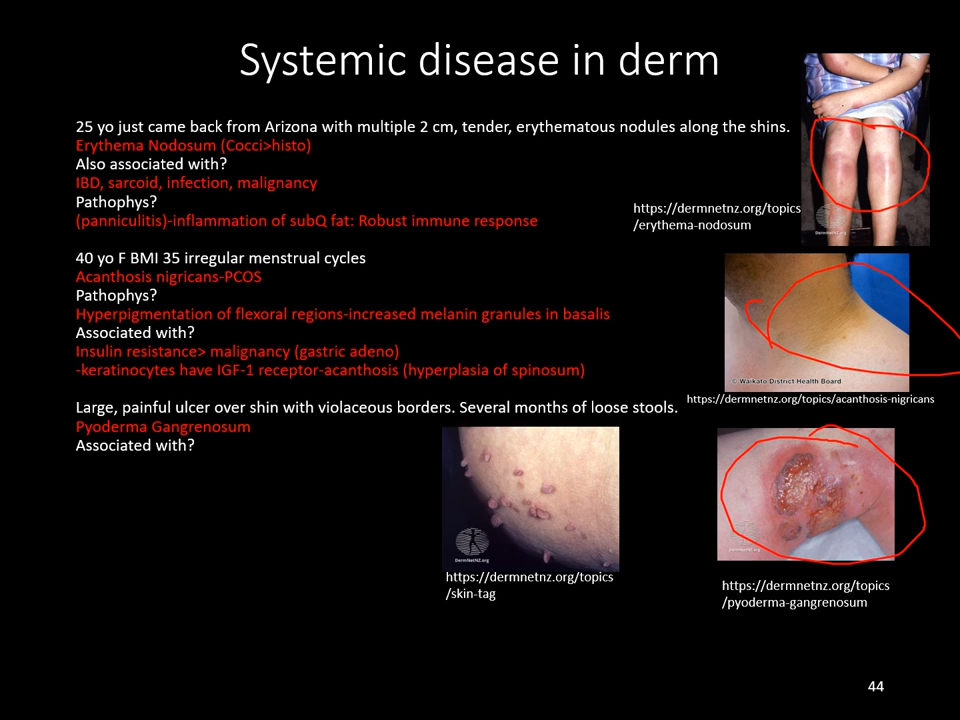 Systemic disease in derm
25 yo just came back from Arizona with multiple 2 cm, tender, erythematous nodules along the shins.
Erythema Nodosum (Cocci>histo)
Also associated with?
IBD, sarcoid, infection, malignancy
Pathophys?
(panniculitis)-inflammation of subQ fat: Robust immune response
https://dermnetnz.org/topics
/erythema-nodosum
DermNetNZ.org
40 yo F BMI 35 irregular menstrual cycles
Acanthosis nigricans-PCOS
Pathophys?
Hyperpigmentation of flexoral regions-increased melanin granules in basalis
Associated with?
Insulin resistance> malignancy (gastric adeno)
-keratinocytes have IGF-1 receptor-acanthosis (hyperplasia of spinosum)
© Waikato District Health Board
https://dermnetnz.org/topics/acanthosis-nigricans
Large, painful ulcer over shin with violaceous borders. Several months of loose stools.
Pyoderma Gangrenosum
Associated with?
DermNetNZ.org
https://dermnetnz.org/topics
/skin-tag
DermNetNZ.org
https://dermnetnz.org/topics
/pyoderma-gangrenosum
44